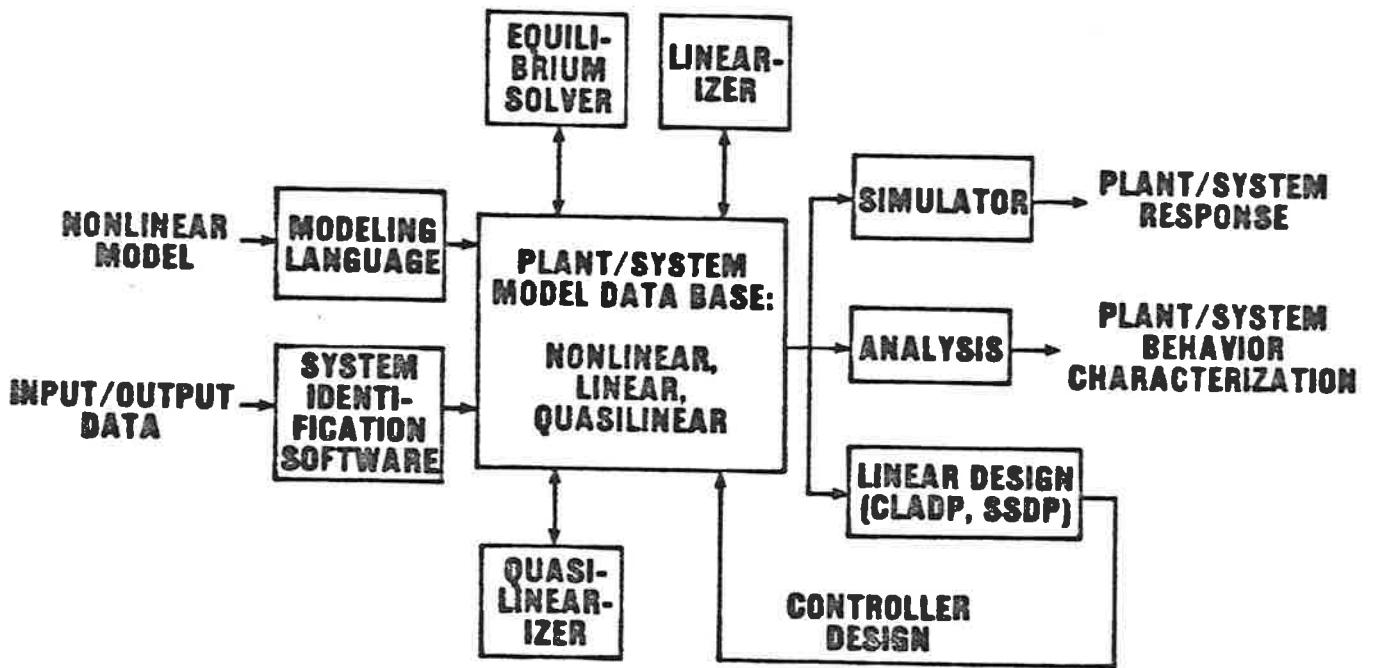 EQUILI-
BRIUM
SOLVER
LINEAR-
IZER
NONLINEAR
MODEL
MODELING
LANGUAGE
PLANT/SYSTEM
MODEL DATA BASE:
NONLINEAR,
LINEAR,
QUASILINEAR
SIMULATOR
PLANT/SYSTEM
RESPONSE
ANALYSIS
PLANT/SYSTEM
BEHAVIOR
CHARACTERIZATION
INPUT/OUTPUT
DATA
SYSTEM
IDENTI-
FICATION
SOFTWARE
LINEAR DESIGN
(CLADP, SSDP)
QUASI-
LINEAR-
IZER
CONTROLLER
DESIGN